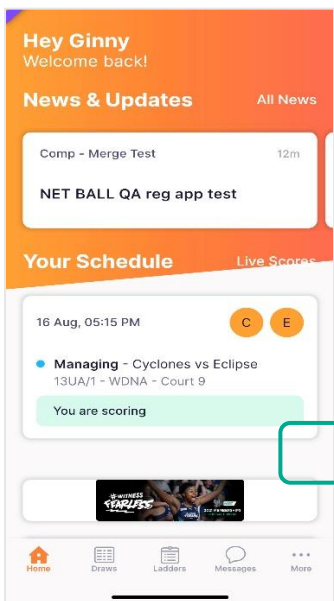 Hey Ginny
Welcome back!
News & Updates All News
Comp - Merge Test 12m
NET BALL QA reg app test
Your Schedule Live Scores
16 Aug, 05:15 PM C E
Managing - Cyclones vs Eclipse
13UA/1 - WDNA - Court 9
You are scoring
#WITNESS
FEARLESS
Home Draws Ladders Messages More